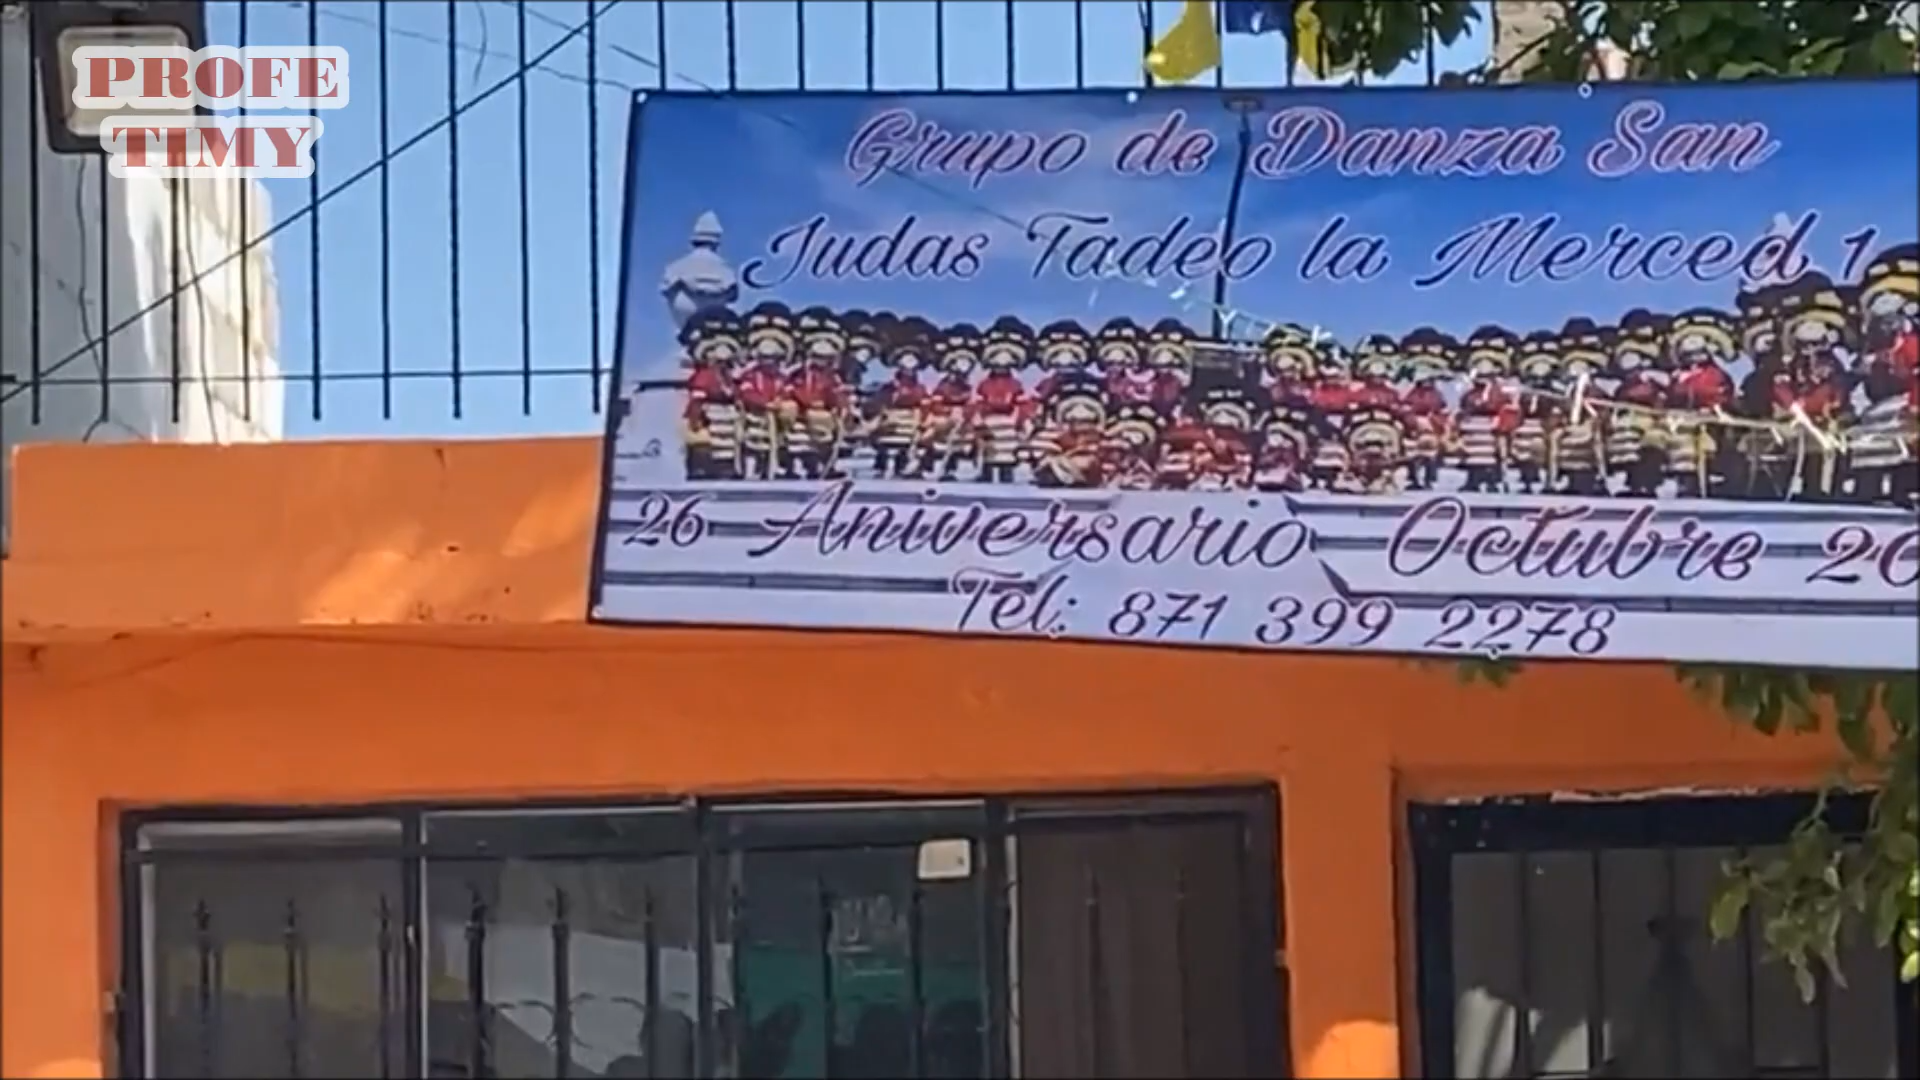 PROFE
TIMY
Grupo de Danza San
Judas Tadeo la Merced 1
26 Aniversario Octubre 20
Tel: 871 399 2278